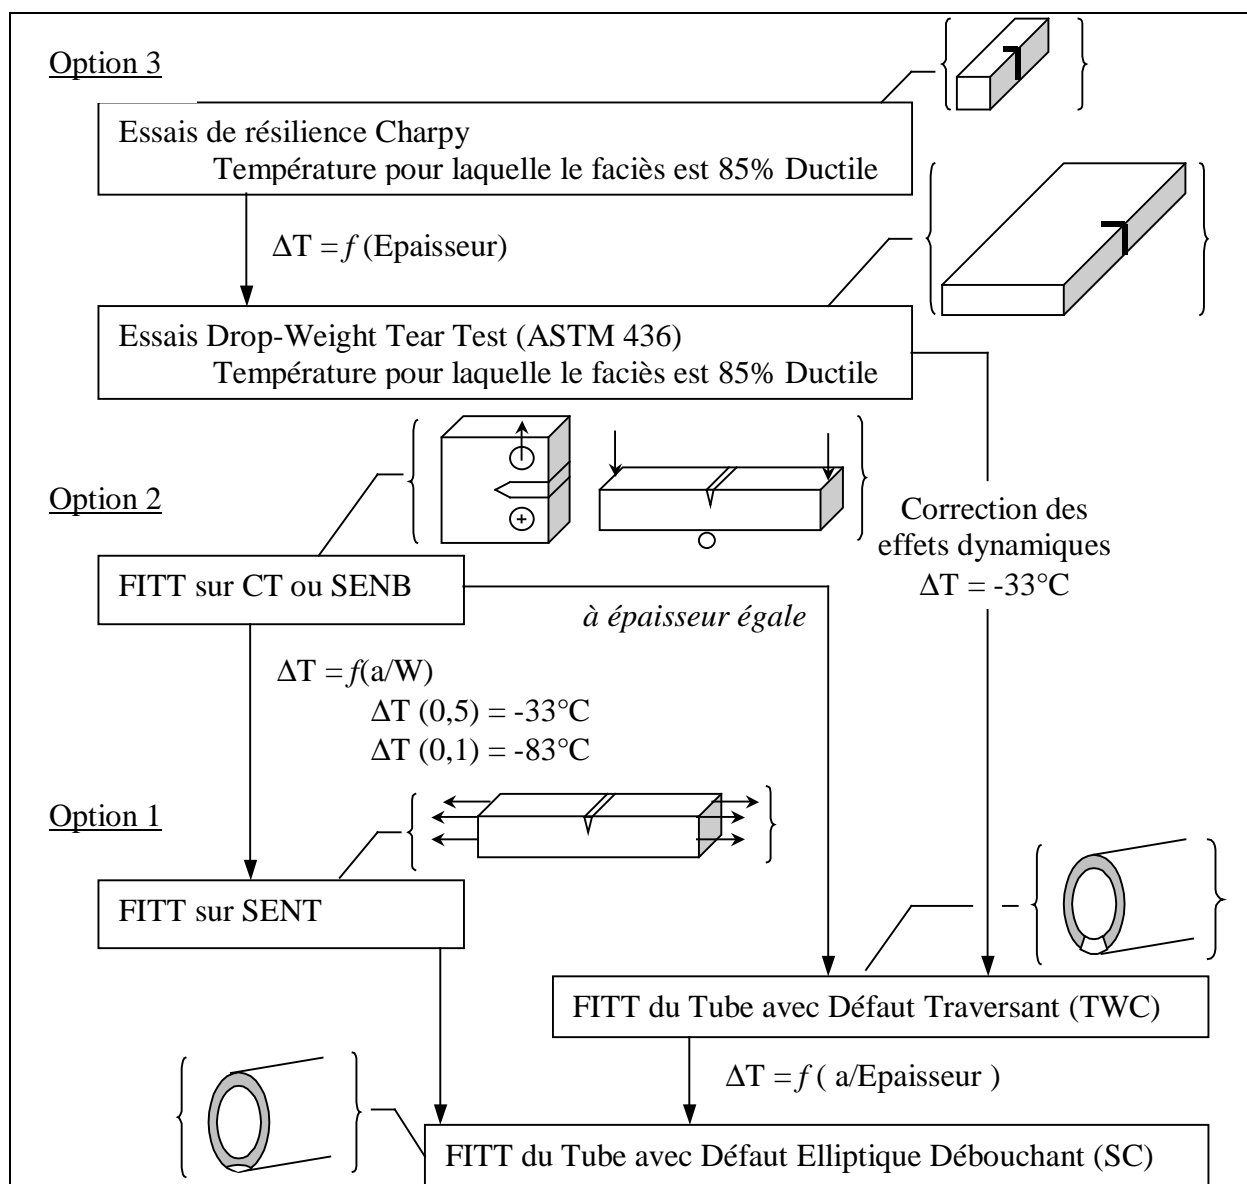 Option 3
Essais de résilience Charpy
Température pour laquelle le faciès est 85% Ductile
ΔT = f (Epaisseur)
Essais Drop-Weight Tear Test (ASTM 436)
Température pour laquelle le faciès est 85% Ductile
Option 2
Correction des
effets dynamiques
ΔT = -33°C
FITT sur CT ou SENB
à épaisseur égale
ΔT = f(a/W)
ΔT (0,5) = -33°C
ΔT (0,1) = -83°C
Option 1
FITT sur SENT
FITT du Tube avec Défaut Traversant (TWC)
ΔT = f ( a/Epaisseur )
FITT du Tube avec Défaut Elliptique Débouchant (SC)